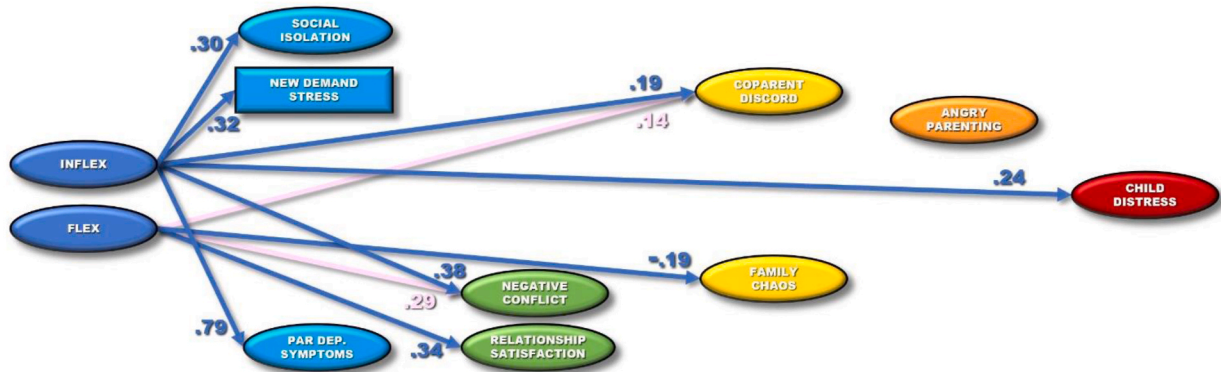 SOCIAL
ISOLATION
.30
NEW DEMAND
STRESS
.32
.19
COPARENT
DISCORD
.14
ANGRY
PARENTING
INFLEX
.24
CHILD
DISTRESS
FLEX
-.19
FAMILY
CHAOS
.38
NEGATIVE
CONFLICT
.29
.79
PAR DEP.
SYMPTOMS
.34
RELATIONSHIP
SATISFACTION